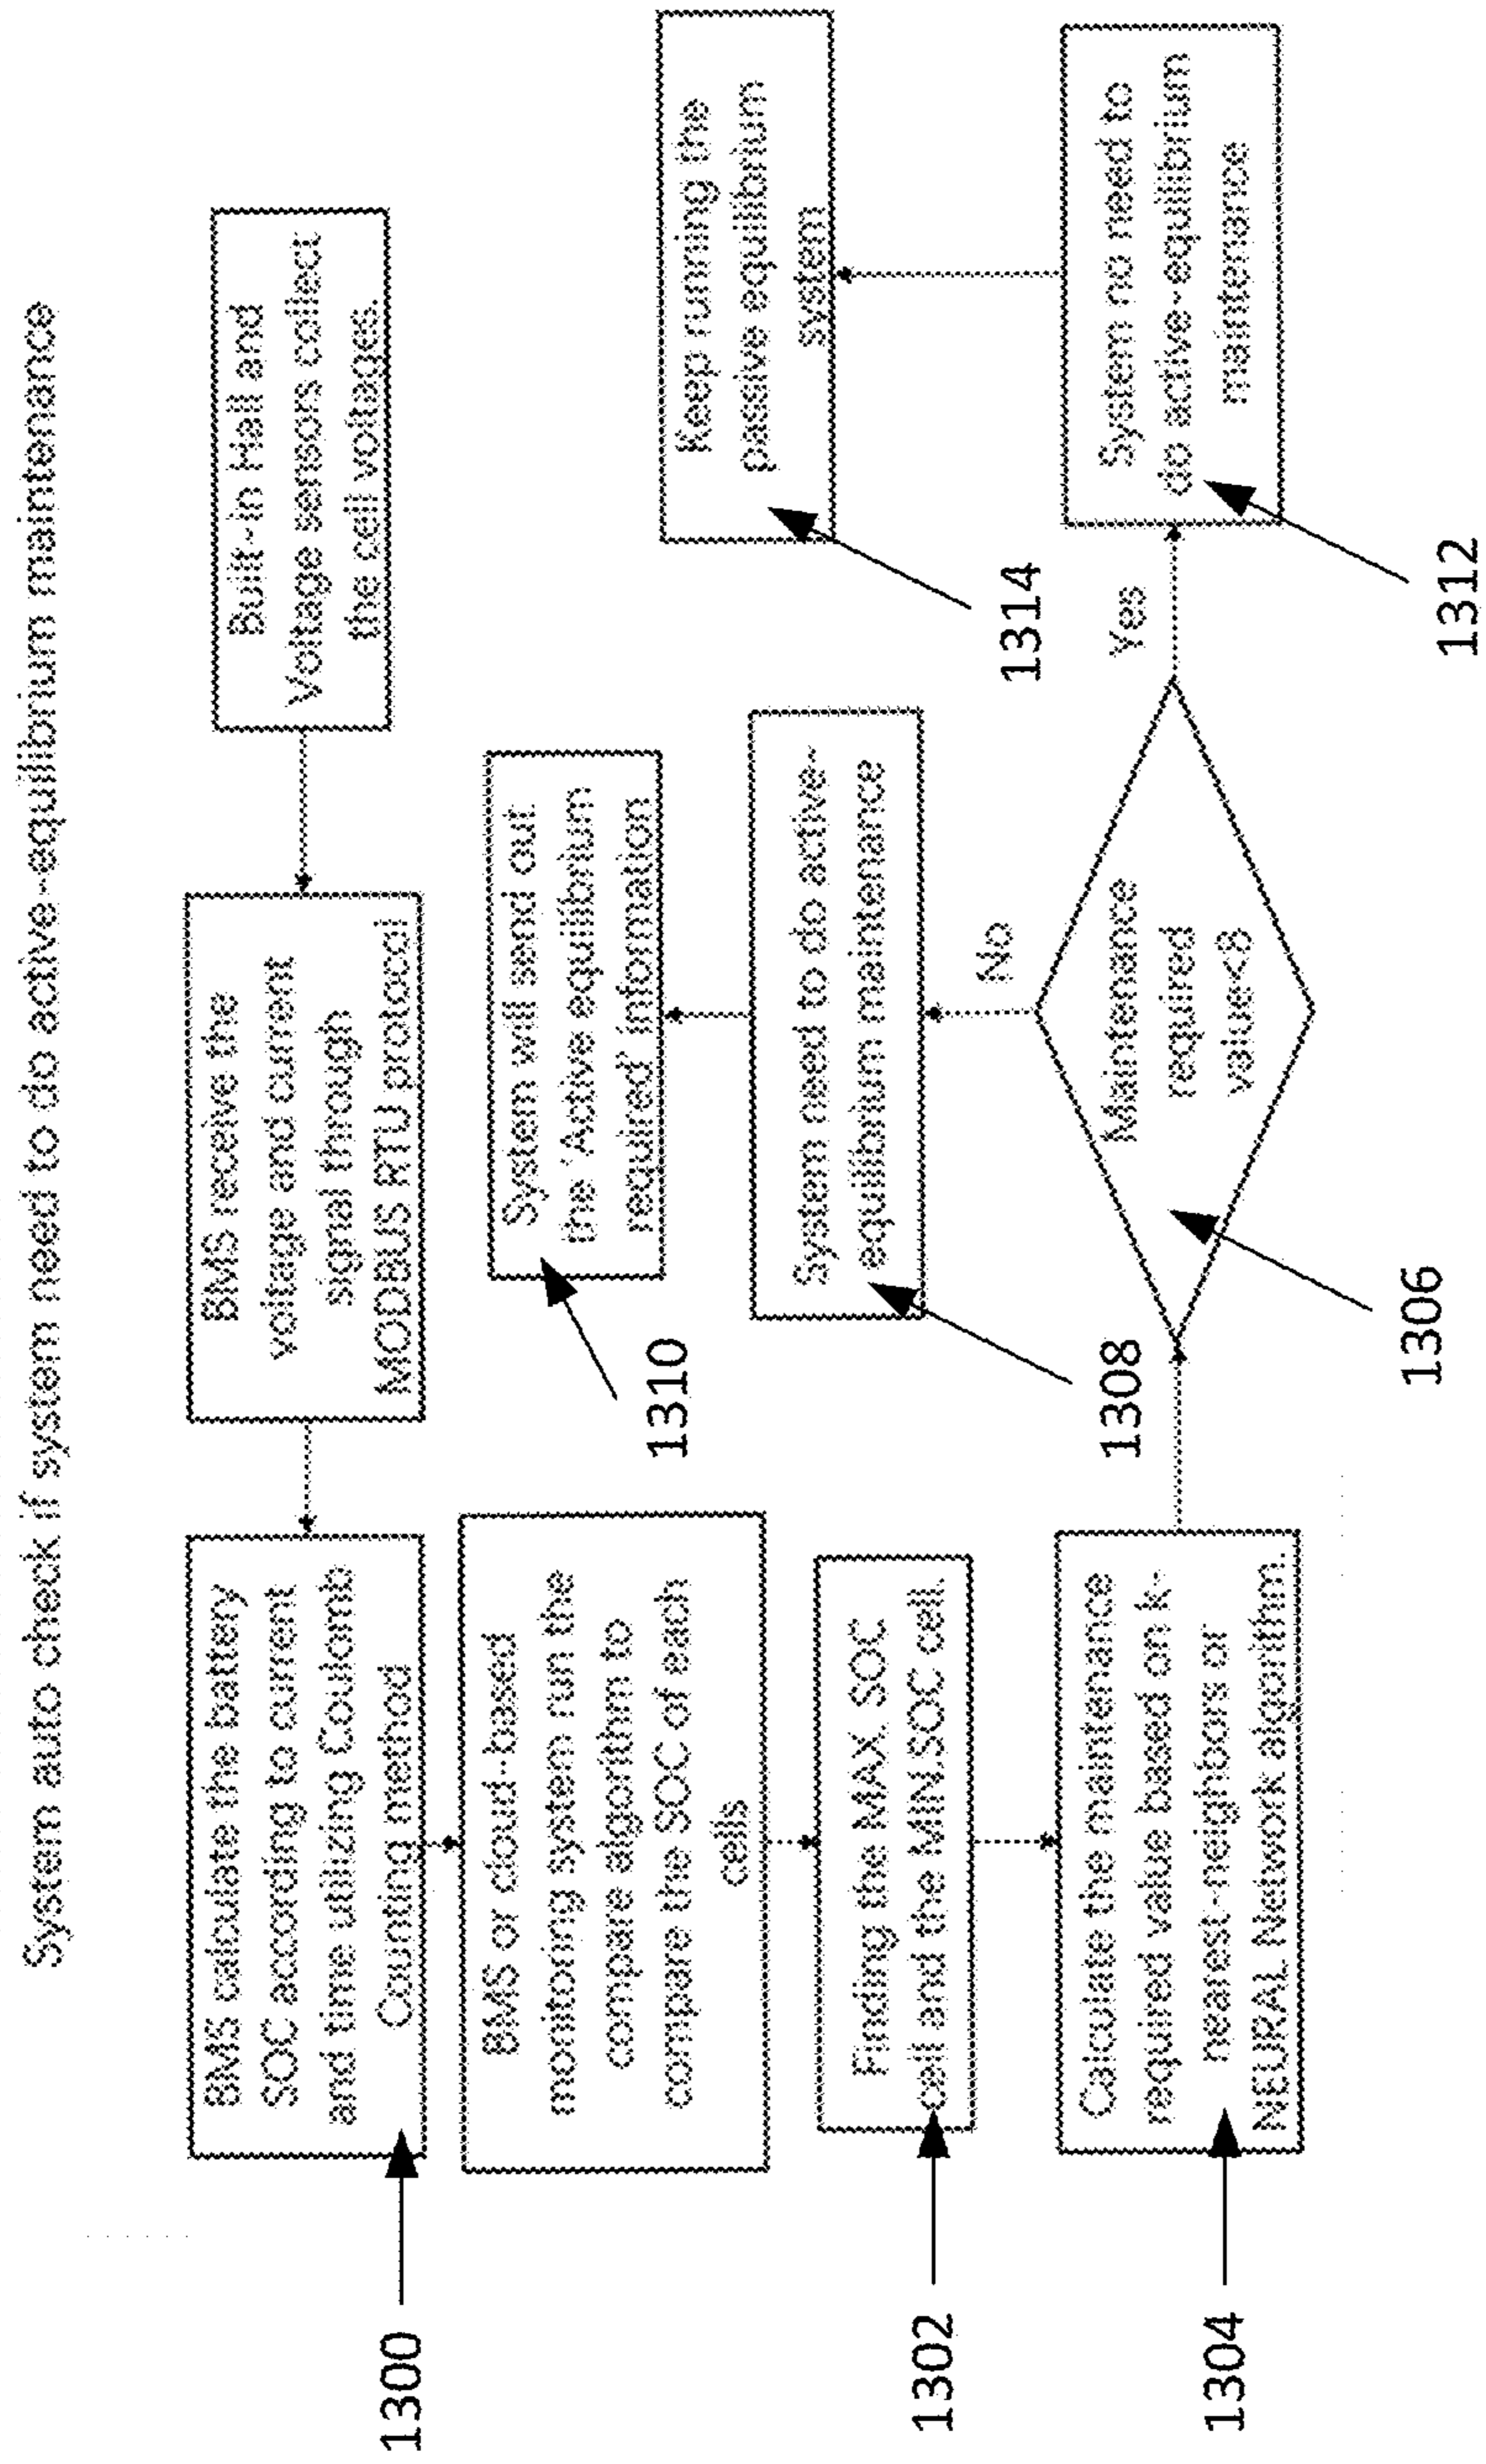 System auto check if system need to do active-equilibrium maintenance
Built-in Hall and
Voltage sensors collect
the cell voltages.
BMS receive the
voltage and current
signal through
MODBUS RTU protocol
BMS calculate the battery
SOC according to current
and time utilizing Coulomb
Counting method
1300
BMS or cloud-based
monitoring system run the
compare algorithm to
compare the SOC of each
cells
Finding the MAX. SOC
cell and the MIN.SOC cell.
1302
Calculate the maintenance
required value based on k-
nearest-neighbors or
NEURAL Network algorithm.
1304
Maintenance
required
value<8
1306
No
System need to do active-
equilibrium maintenance
1308
System will send out
the 'Active equilibrium
required' information
1310
Yes
System no need to
do active-equilibrium
maintenance
1312
Keep running the
passive equilibrium
system
1314